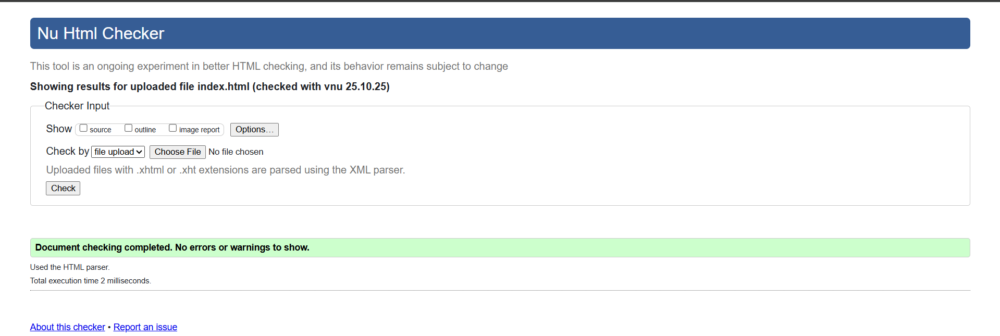 Nu Html Checker
This tool is an ongoing experiment in better HTML checking, and its behavior remains subject to change
Showing results for uploaded file index.html (checked with vnu 25.10.25)
Checker Input
Show source outline image report Options...
Check by file upload Choose File No file chosen
Uploaded files with .xhtml or .xht extensions are parsed using the XML parser.
Check
Document checking completed. No errors or warnings to show.
Used the HTML parser.
Total execution time 2 milliseconds.
About this checker • Report an issue